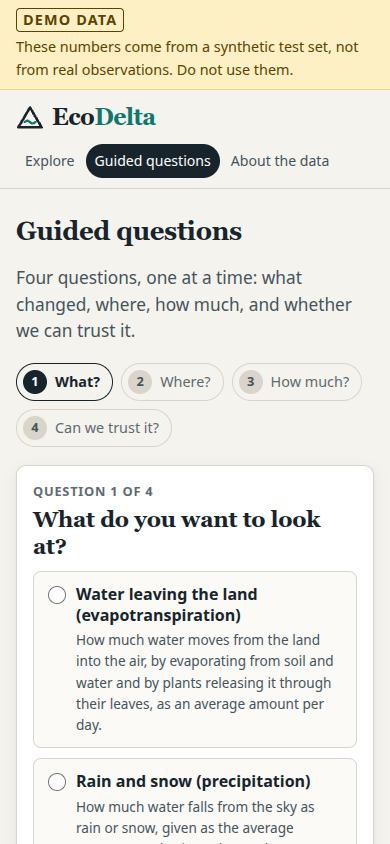 DEMO DATA
These numbers come from a synthetic test set, not
from real observations. Do not use them.
EcoDelta
Explore
Guided questions
About the data
Guided questions
Four questions, one at a time: what
changed, where, how much, and whether
we can trust it.
1 What?
2 Where?
3 How much?
4 Can we trust it?
QUESTION 1 OF 4
What do you want to look
at?
Water leaving the land
(evapotranspiration)
How much water moves from the land
into the air, by evaporating from soil and
water and by plants releasing it through
their leaves, as an average amount per
day.
Rain and snow (precipitation)
How much water falls from the sky as
rain or snow, given as the average